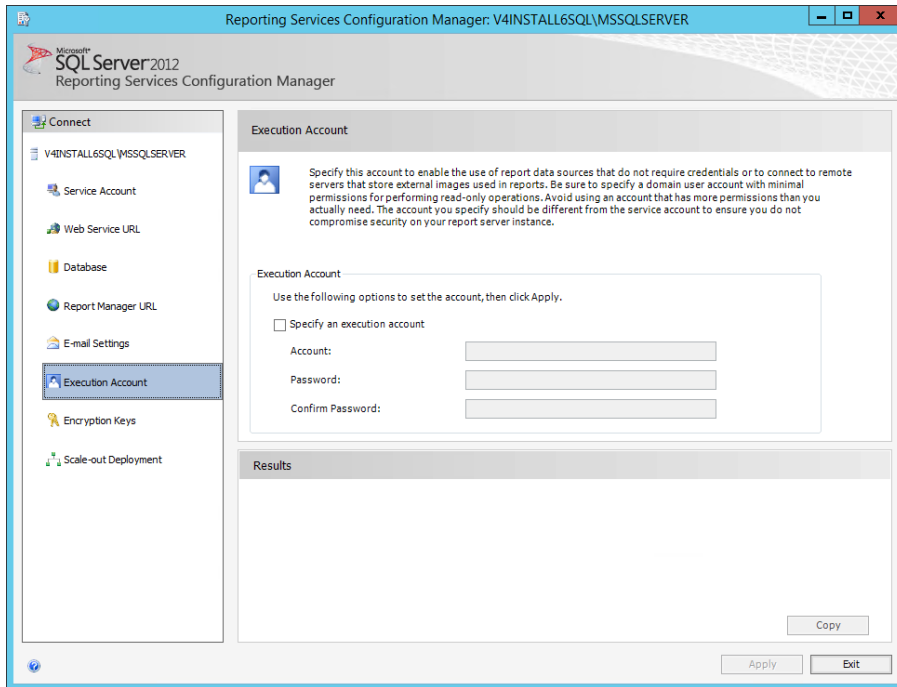 Reporting Services Configuration Manager: V4INSTALL6SQL\MSSQLSERVER
Microsoft®
SQL Server 2012
Reporting Services Configuration Manager
Connect
V4INSTALL6SQL\MSSQLSERVER
Service Account
Web Service URL
Database
Report Manager URL
E-mail Settings
Execution Account
Encryption Keys
Scale-out Deployment
Execution Account
Specify this account to enable the use of report data sources that do not require credentials or to connect to remote
servers that store external images used in reports. Be sure to specify a domain user account with minimal
permissions for performing read-only operations. Avoid using an account that has more permissions than you
actually need. The account you specify should be different from the service account to ensure you do not
compromise security on your report server instance.
Execution Account
Use the following options to set the account, then click Apply.
Specify an execution account
Account:
Password:
Confirm Password:
Results
Copy
Apply
Exit